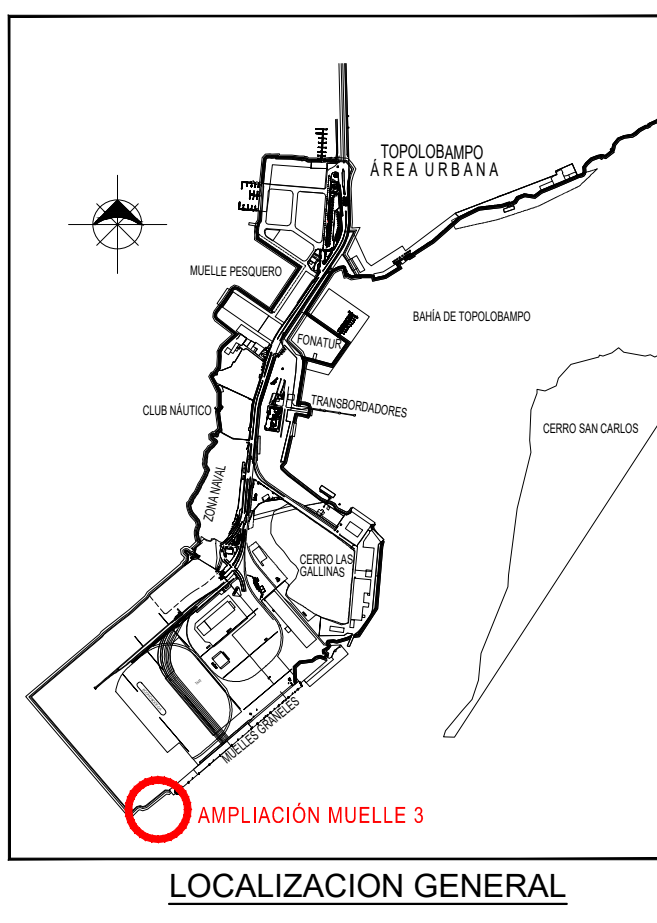 TOPOLOBAMPO
ÁREA URBANA
MUELLE PESQUERO
BAHÍA DE TOPOLOBAMPO
FONATUR
CLUB NÁUTICO
TRANSBORDADORES
CERRO SAN CARLOS
ZONA NAVAL
CERRO LAS
GALLINAS
MUELLES GRANELES
AMPLIACIÓN MUELLE 3
LOCALIZACION GENERAL